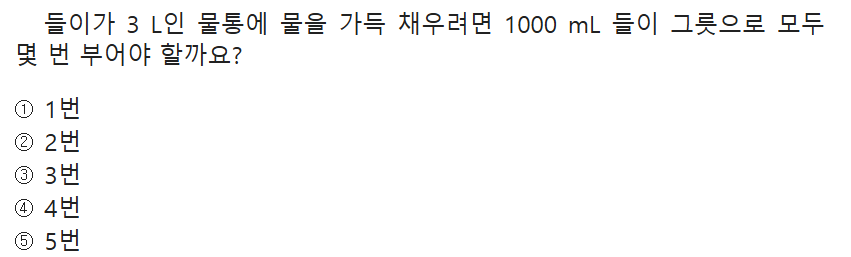 들이가 3 L인 물통에 물을 가득 채우려면 1000 mL 들이 그릇으로 모두
몇 번 부어야 할까요?
① 1번
② 2번
③ 3번
④ 4번
⑤ 5번